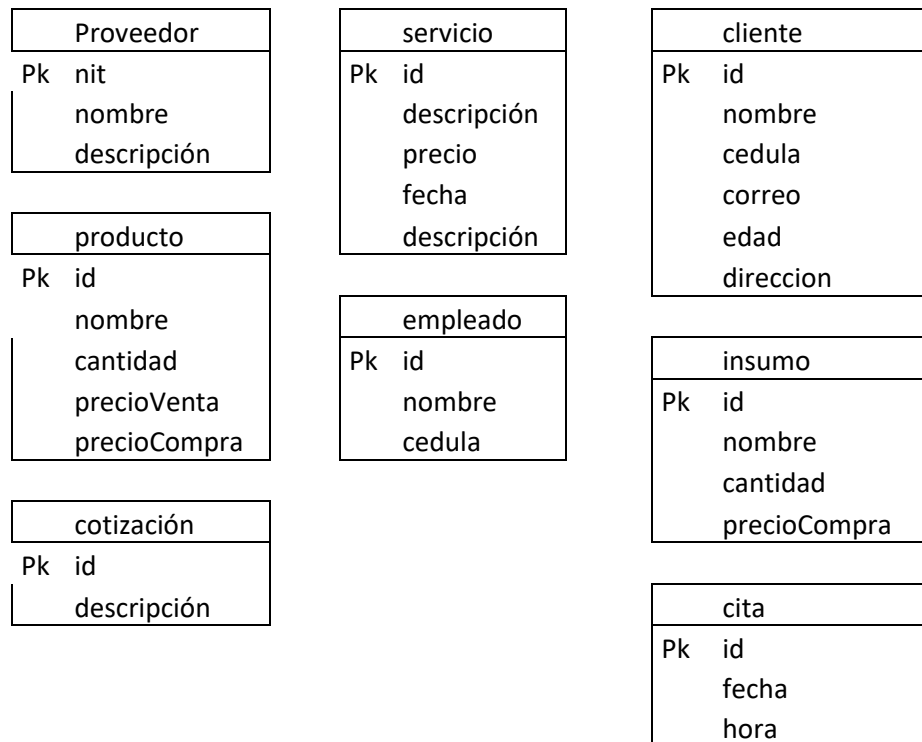 Proveedor
Pk nit
nombre
descripción
producto
Pk id
nombre
cantidad
precioVenta
precioCompra
cotización
Pk id
descripción
servicio
Pk id
descripción
precio
fecha
descripción
empleado
Pk id
nombre
cedula
cliente
Pk id
nombre
cedula
correo
edad
direccion
insumo
Pk id
nombre
cantidad
precioCompra
cita
Pk id
fecha
hora